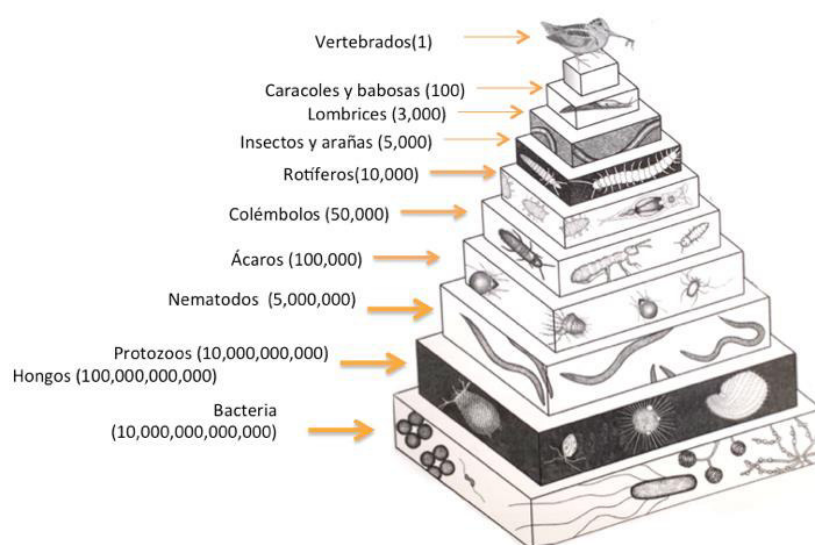 Vertebrados(1)
Caracoles y babosas (100)
Lombrices (3,000)
Insectos y arañas (5,000)
Rotíferos(10,000)
Colémbolos (50,000)
Ácaros (100,000)
Nematodos (5,000,000)
Protozoos (10,000,000,000)
Hongos (100,000,000,000)
Bacteria
(10,000,000,000,000)